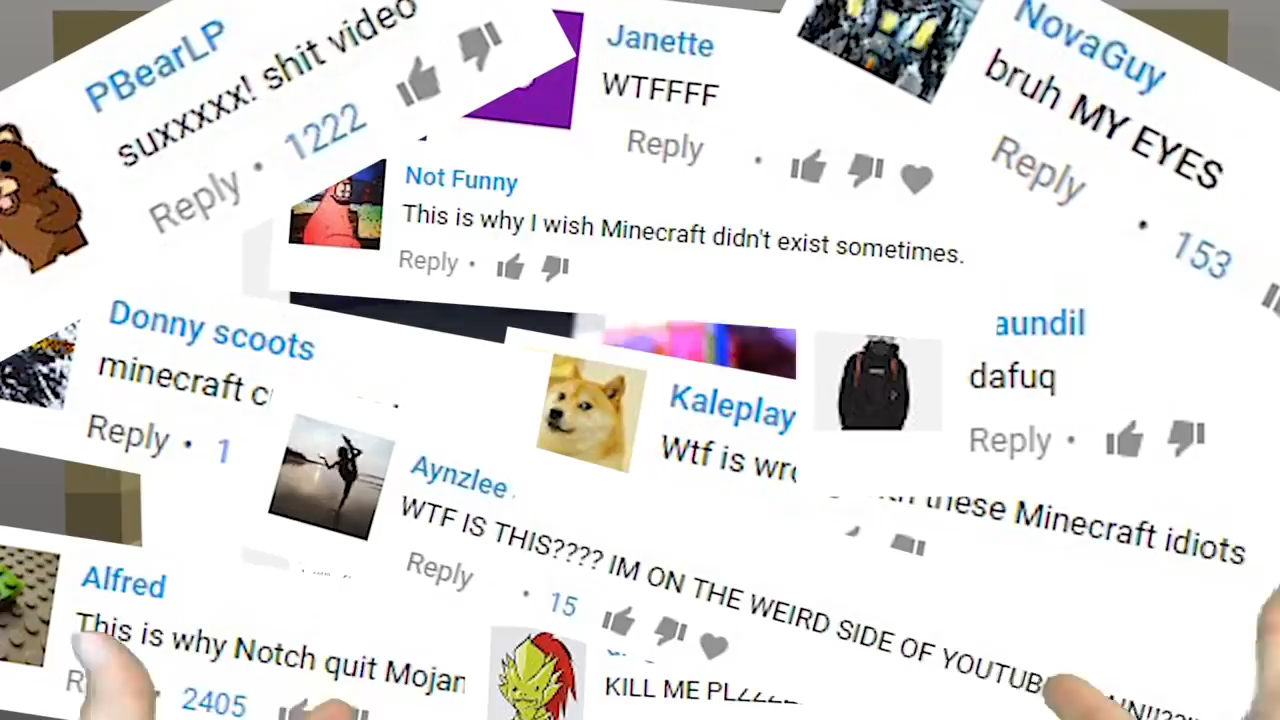 PBearLP
suxxxxx! shit video
Reply • 1222
Janette
WTFFFF
Reply •
NovaGuy
bruh MY EYES
Reply • 153
Not Funny
This is why I wish Minecraft didn't exist sometimes.
Reply •
Donny scoots
minecraft
Reply • 1
Kaleplay
Wtf is
these Minecraft idiots
aundil
dafuq
Reply •
Aynzlee
WTF IS THIS???? IM ON THE WEIRD SIDE OF YOUTUB
Reply • 15
Alfred
This is why Notch quit Mojan
2405
KILL ME